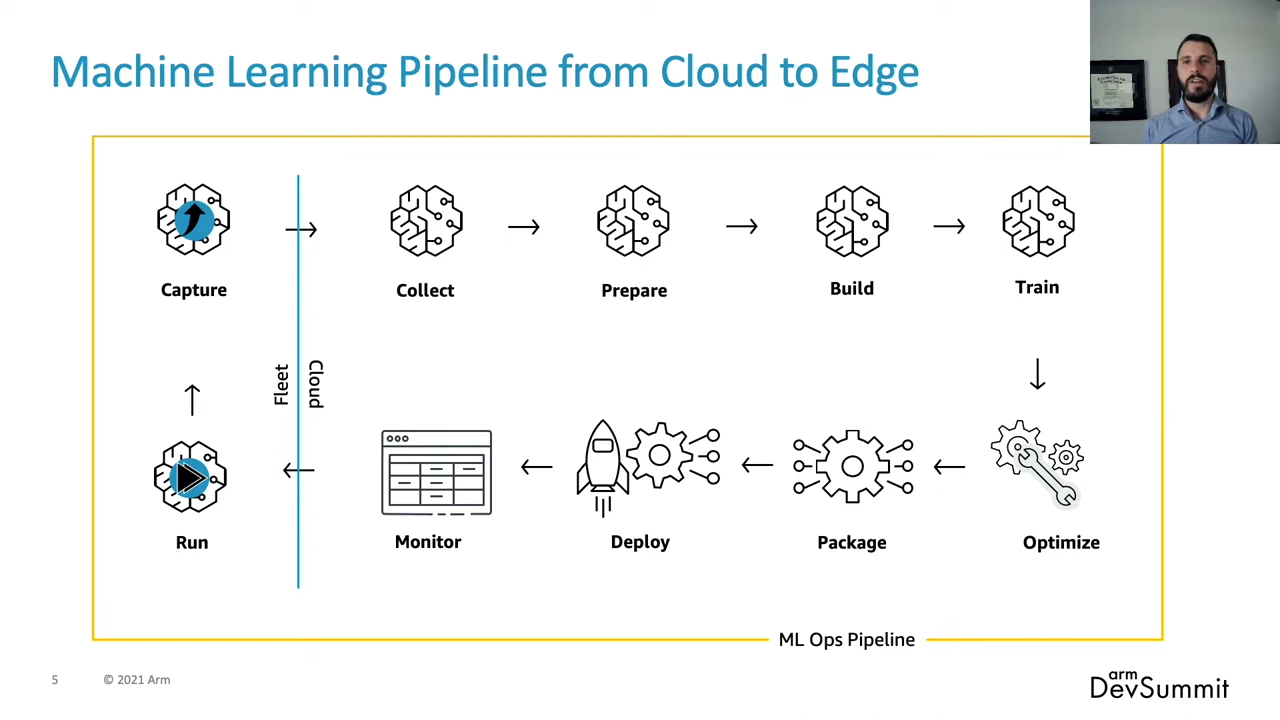 Machine Learning Pipeline from Cloud to Edge
Capture
Collect
Prepare
Build
Train
Fleet
Cloud
Run
Monitor
Deploy
Package
Optimize
ML Ops Pipeline
5
© 2021 Arm
arm
DevSummit